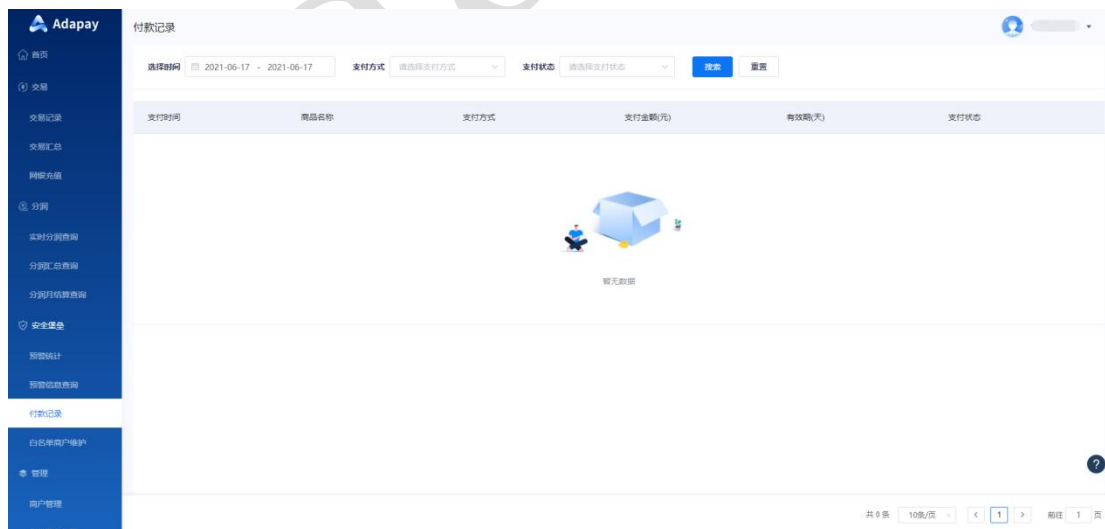 Adapay
付款记录
首页
选择时间 2021-06-17 - 2021-06-17 支付方式 请选择支付方式 支付状态 请选择支付状态 搜索 重置
交易
交易记录
支付时间 商品名称 支付方式 支付金额(元) 有效期(天) 支付状态
交易汇总
网银充值
分润
实时分润查询
分润汇总查询
暂无数据
分润月结算查询
安全堡垒
预警统计
预警信息查询
付款记录
白名单商户维护
管理
商户管理
共 0 条 10条/页 1 前往 1 页